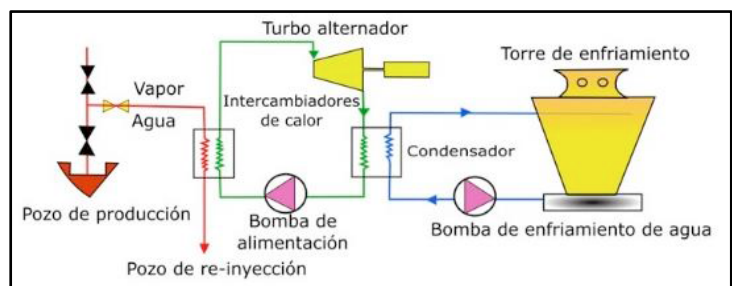 Turbo alternador
Torre de enfriamiento
Vapor
Agua
Intercambiadores
de calor
Condensador
Pozo de producción
Bomba de
alimentación
Bomba de enfriamiento de agua
Pozo de re-inyección